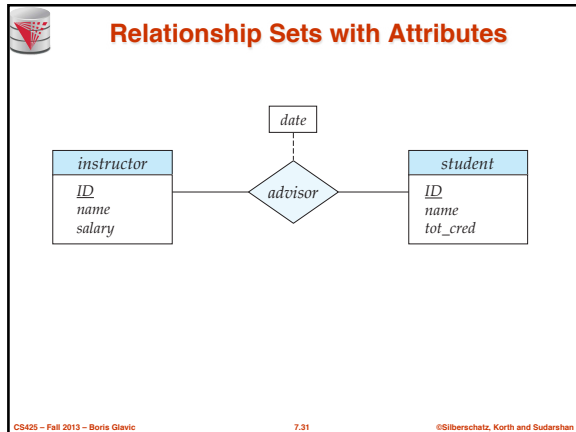 Relationship Sets with Attributes
date
instructor
ID
name
salary
advisor
student
ID
name
tot_cred
CS425 – Fall 2013 – Boris Glavic 7.31 ©Silberschatz, Korth and Sudarshan